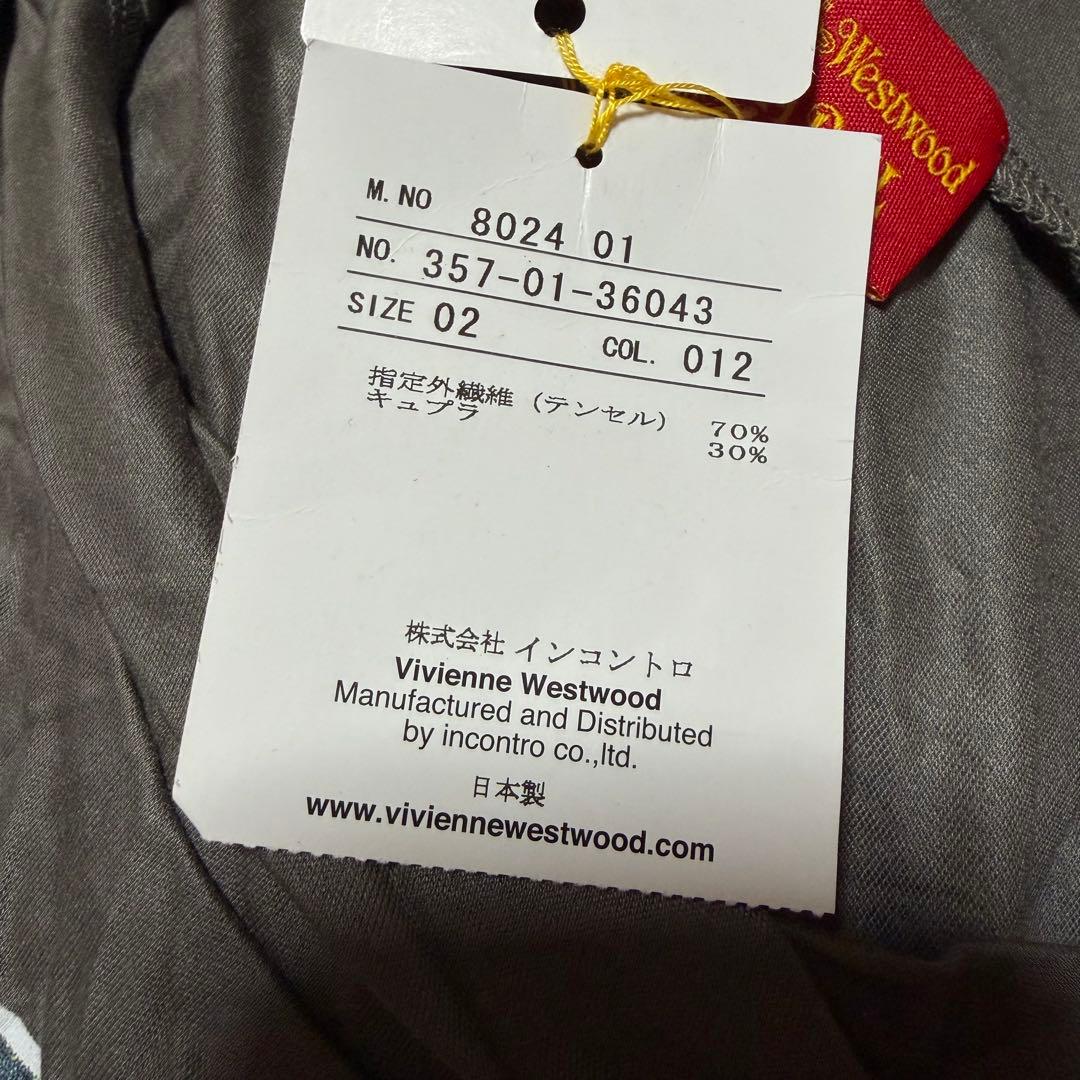 Westwood
M. NO 8024 01
NO. 357-01-36043
SIZE 02 COL. 012
指定外繊維 (テンセル) 70%
キュプラ 30%
株式会社 インコントロ
Vivienne Westwood
Manufactured and Distributed
by incontro co.,ltd.
日本製
www.viviennewestwood.com